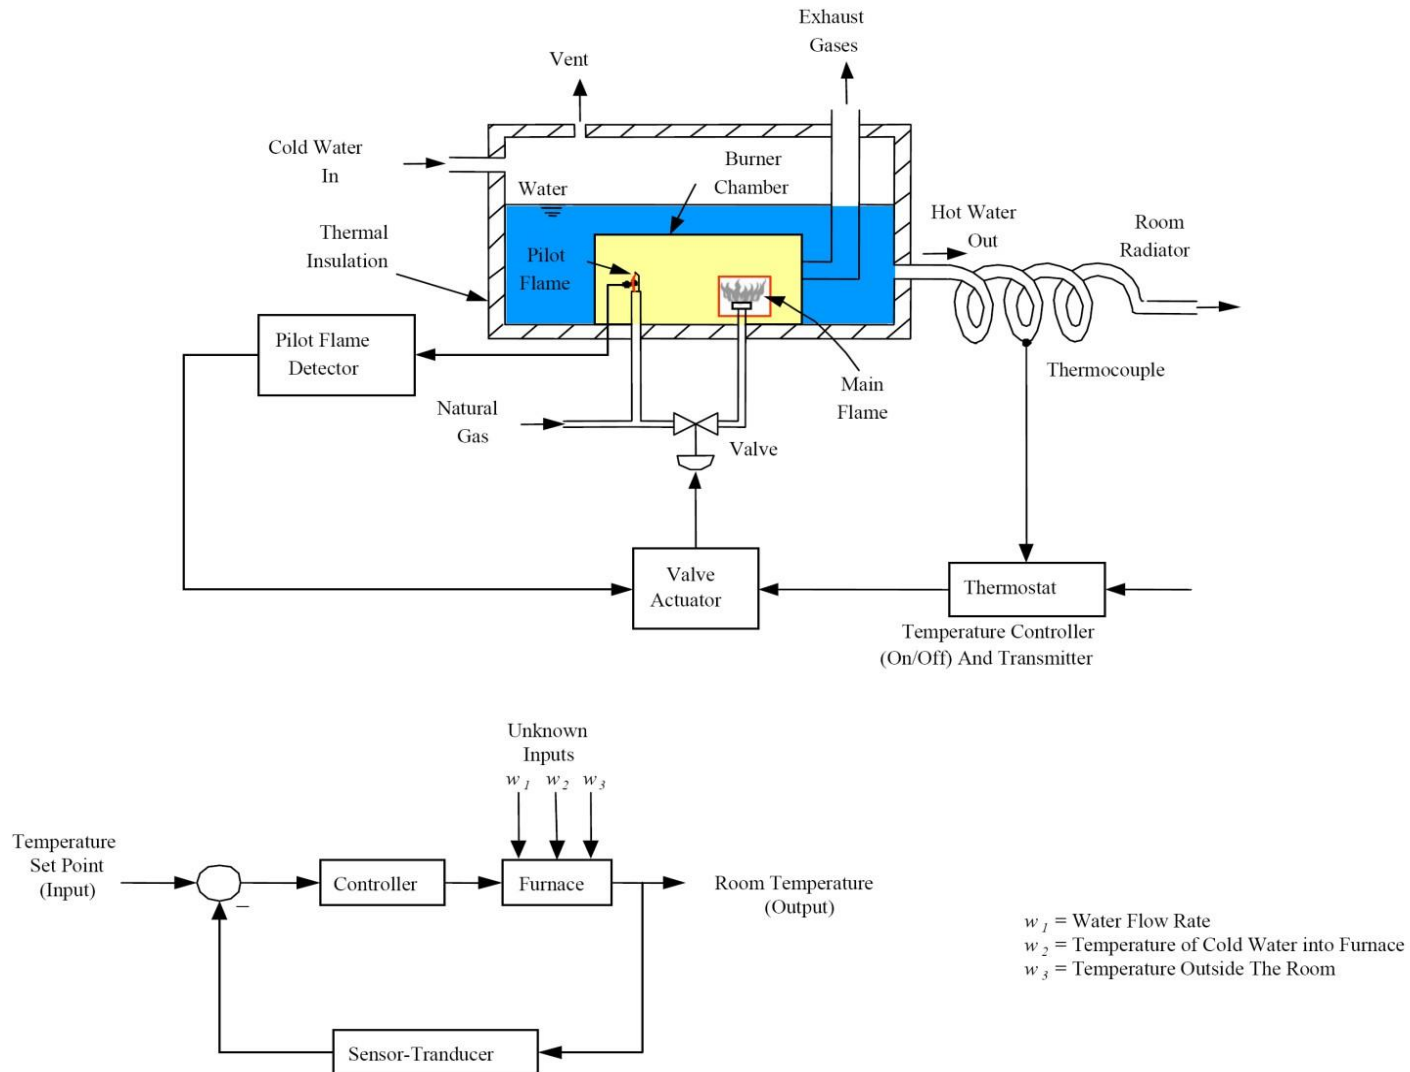 Exhaust
Gases
Vent
Cold Water
In
Burner
Chamber
Water
Hot Water
Out
Room
Radiator
Thermal
Insulation
Pilot
Flame
Pilot Flame
Detector
Main
Flame
Thermocouple
Natural
Gas
Valve
Valve
Actuator
Thermostat
Temperature Controller
(On/Off) And Transmitter
Unknown
Inputs
w1 w2 w3
Temperature
Set Point
(Input)
Controller
Furnace
Room Temperature
(Output)
−
w1 = Water Flow Rate
w2 = Temperature of Cold Water into Furnace
w3 = Temperature Outside The Room
Sensor-Tranducer